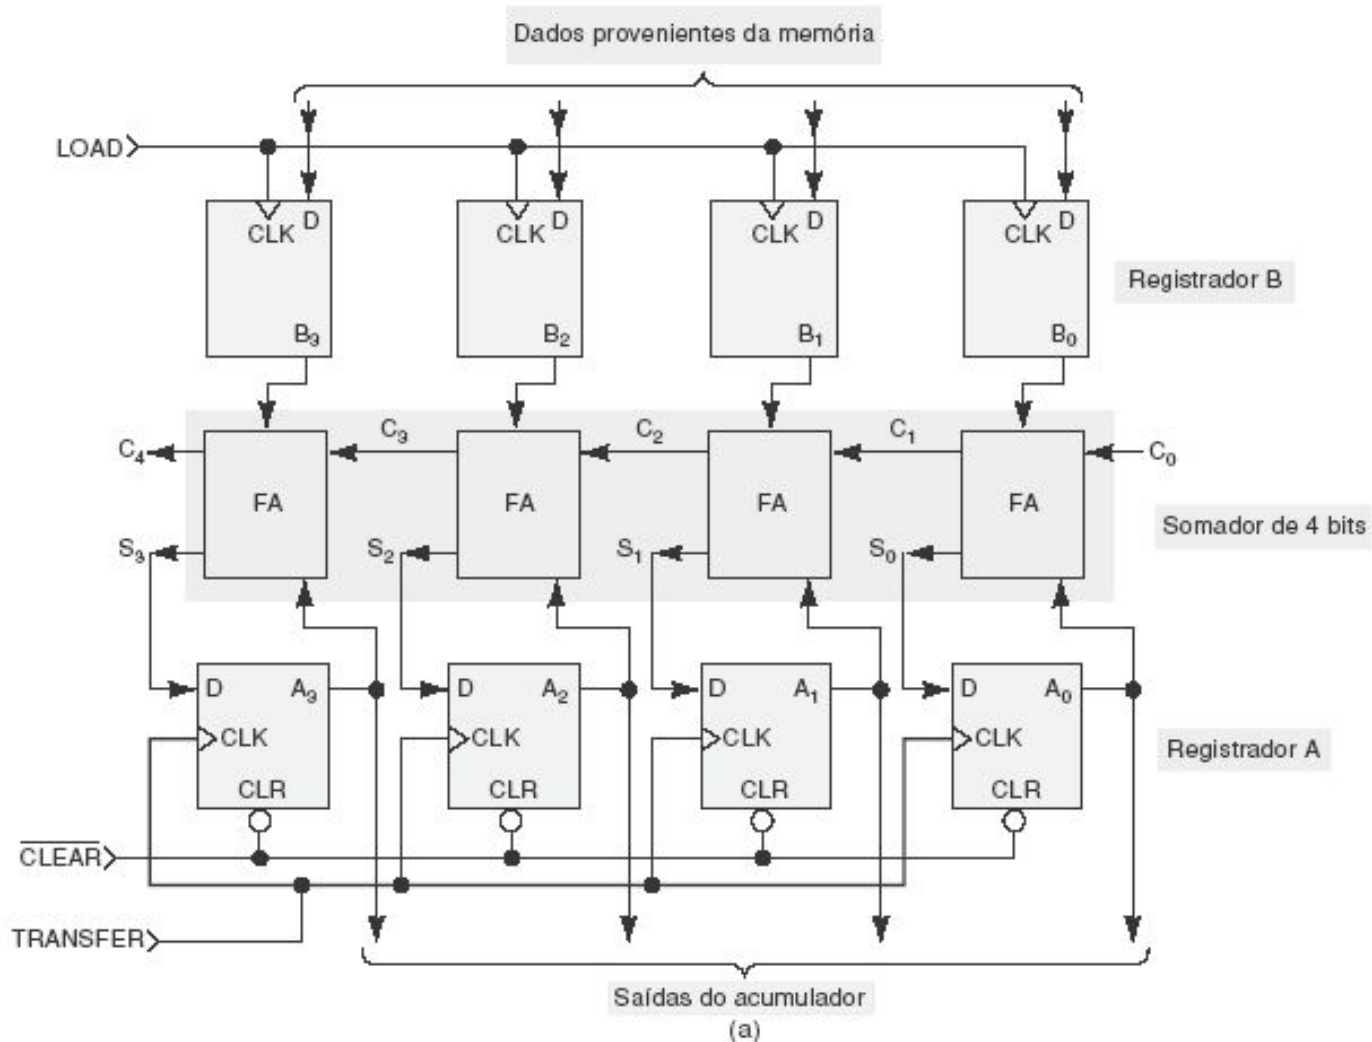 Dados provenientes da memória
LOAD
D D D D
CLK CLK CLK CLK
Registrador B
B₃ B₂ B₁ B₀
C₄ C₃ C₂ C₁ C₀
FA FA FA FA
Somador de 4 bits
S₃ S₂ S₁ S₀
D A₃ D A₂ D A₁ D A₀
CLK CLK CLK CLK
Registrador A
CLR CLR CLR CLR
C̅L̅E̅A̅R̅
TRANSFER
Saídas do acumulador
(a)